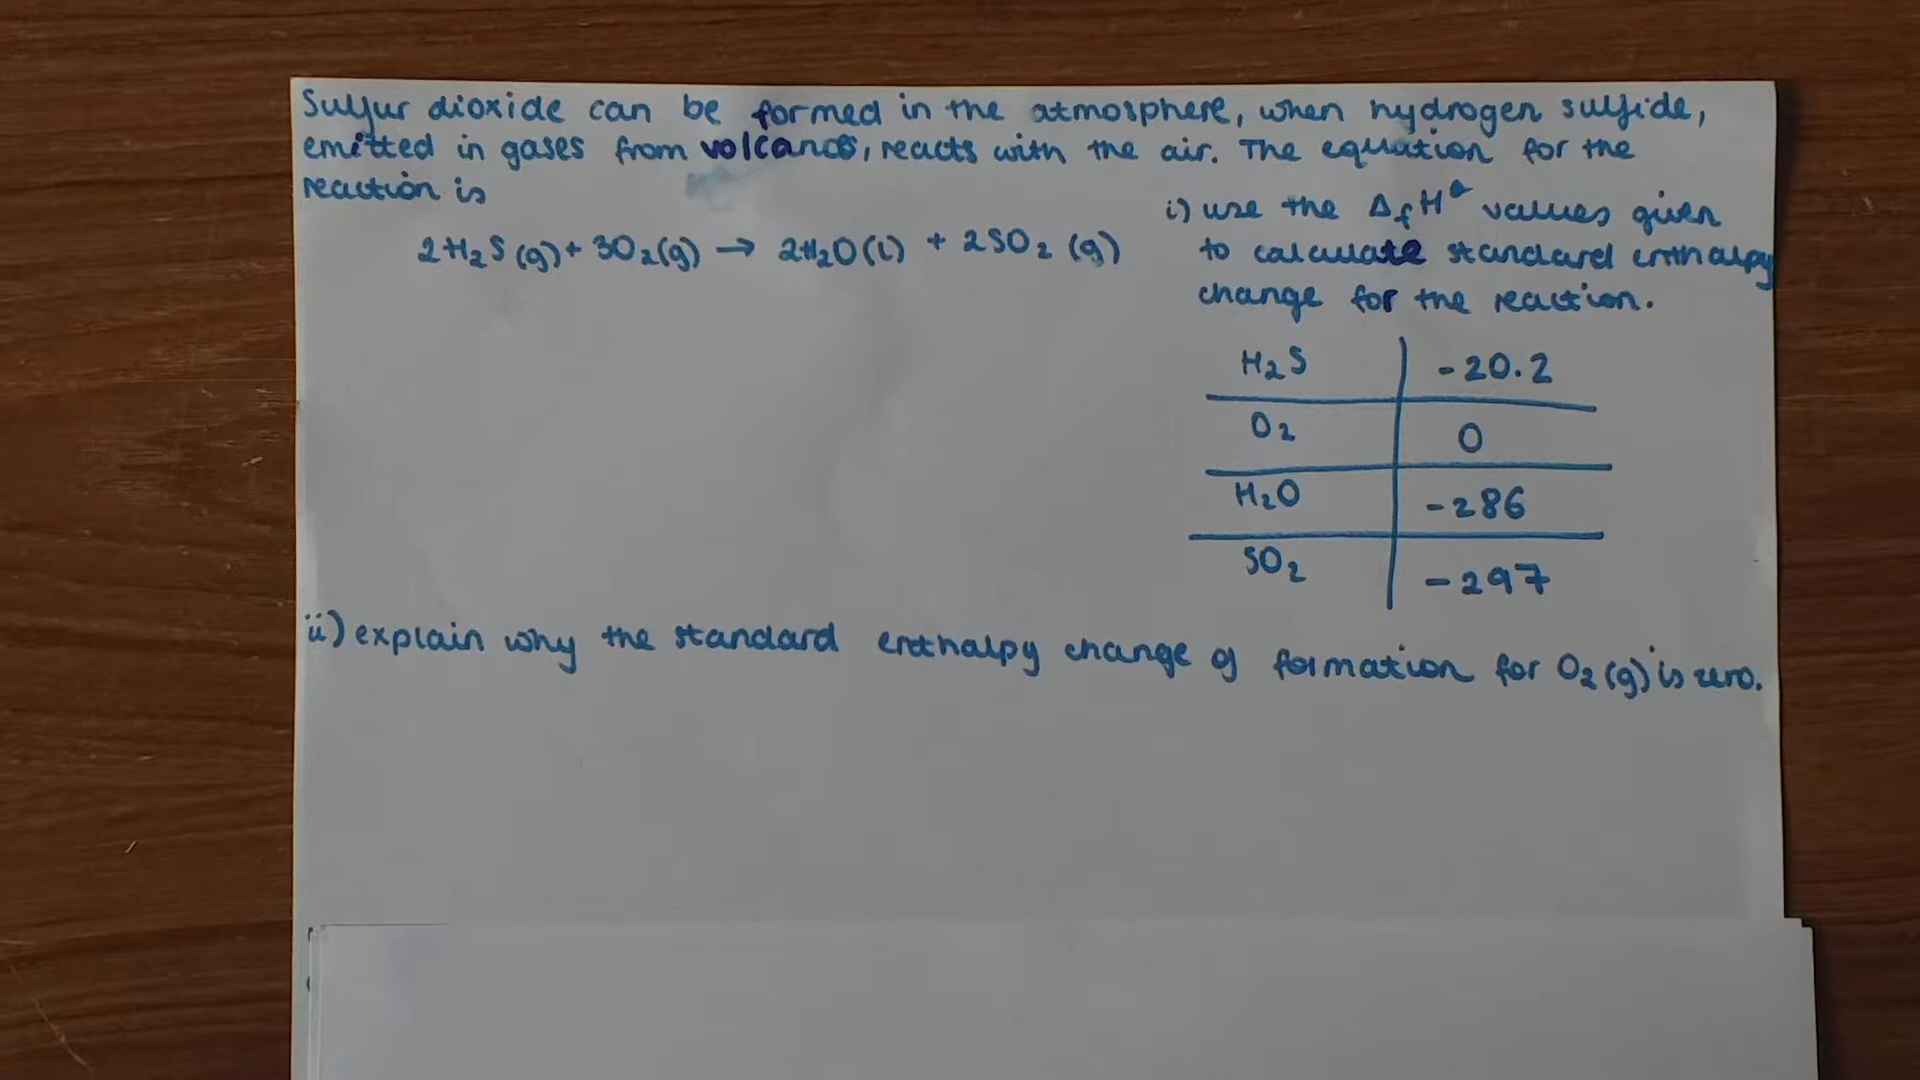 Sulfur dioxide can be formed in the atmosphere, when hydrogen sulfide,
emitted in gases from volcanos, reacts with the air. The equation for the
reaction is
2H₂S (g) + 3O₂(g) → 2H₂O(l) + 2SO₂ (g)
i) use the ΔfH⦵ values given
to calculate standard enthalpy
change for the reaction.
H₂S -20.2
O₂ 0
H₂O -286
SO₂ -297
ii) explain why the standard enthalpy change of formation for O₂(g) is zero.